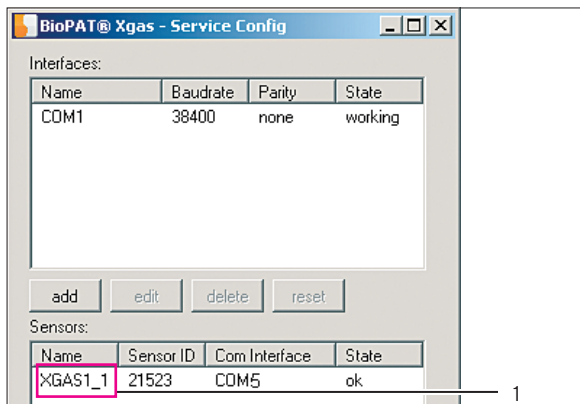 BioPAT® Xgas - Service Config
Interfaces:
Name Baudrate Parity State
COM1 38400 none working
add edit delete reset
Sensors:
Name Sensor ID Com Interface State
XGAS1_1 21523 COM5 ok
1